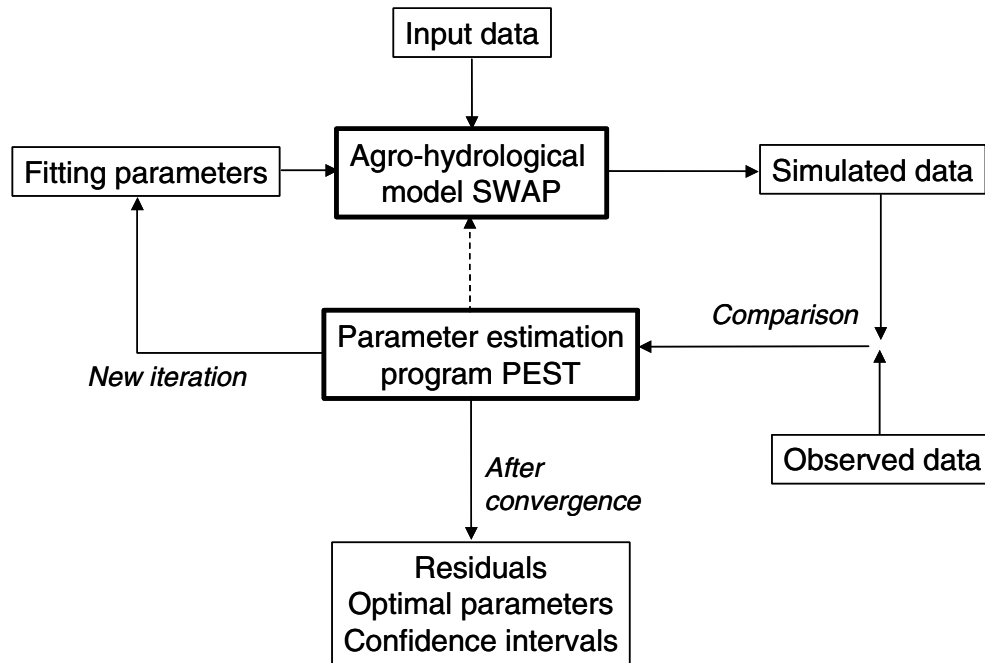 Input data
Fitting parameters
Agro-hydrological
model SWAP
Simulated data
Comparison
Parameter estimation
program PEST
New iteration
Observed data
After
convergence
Residuals
Optimal parameters
Confidence intervals